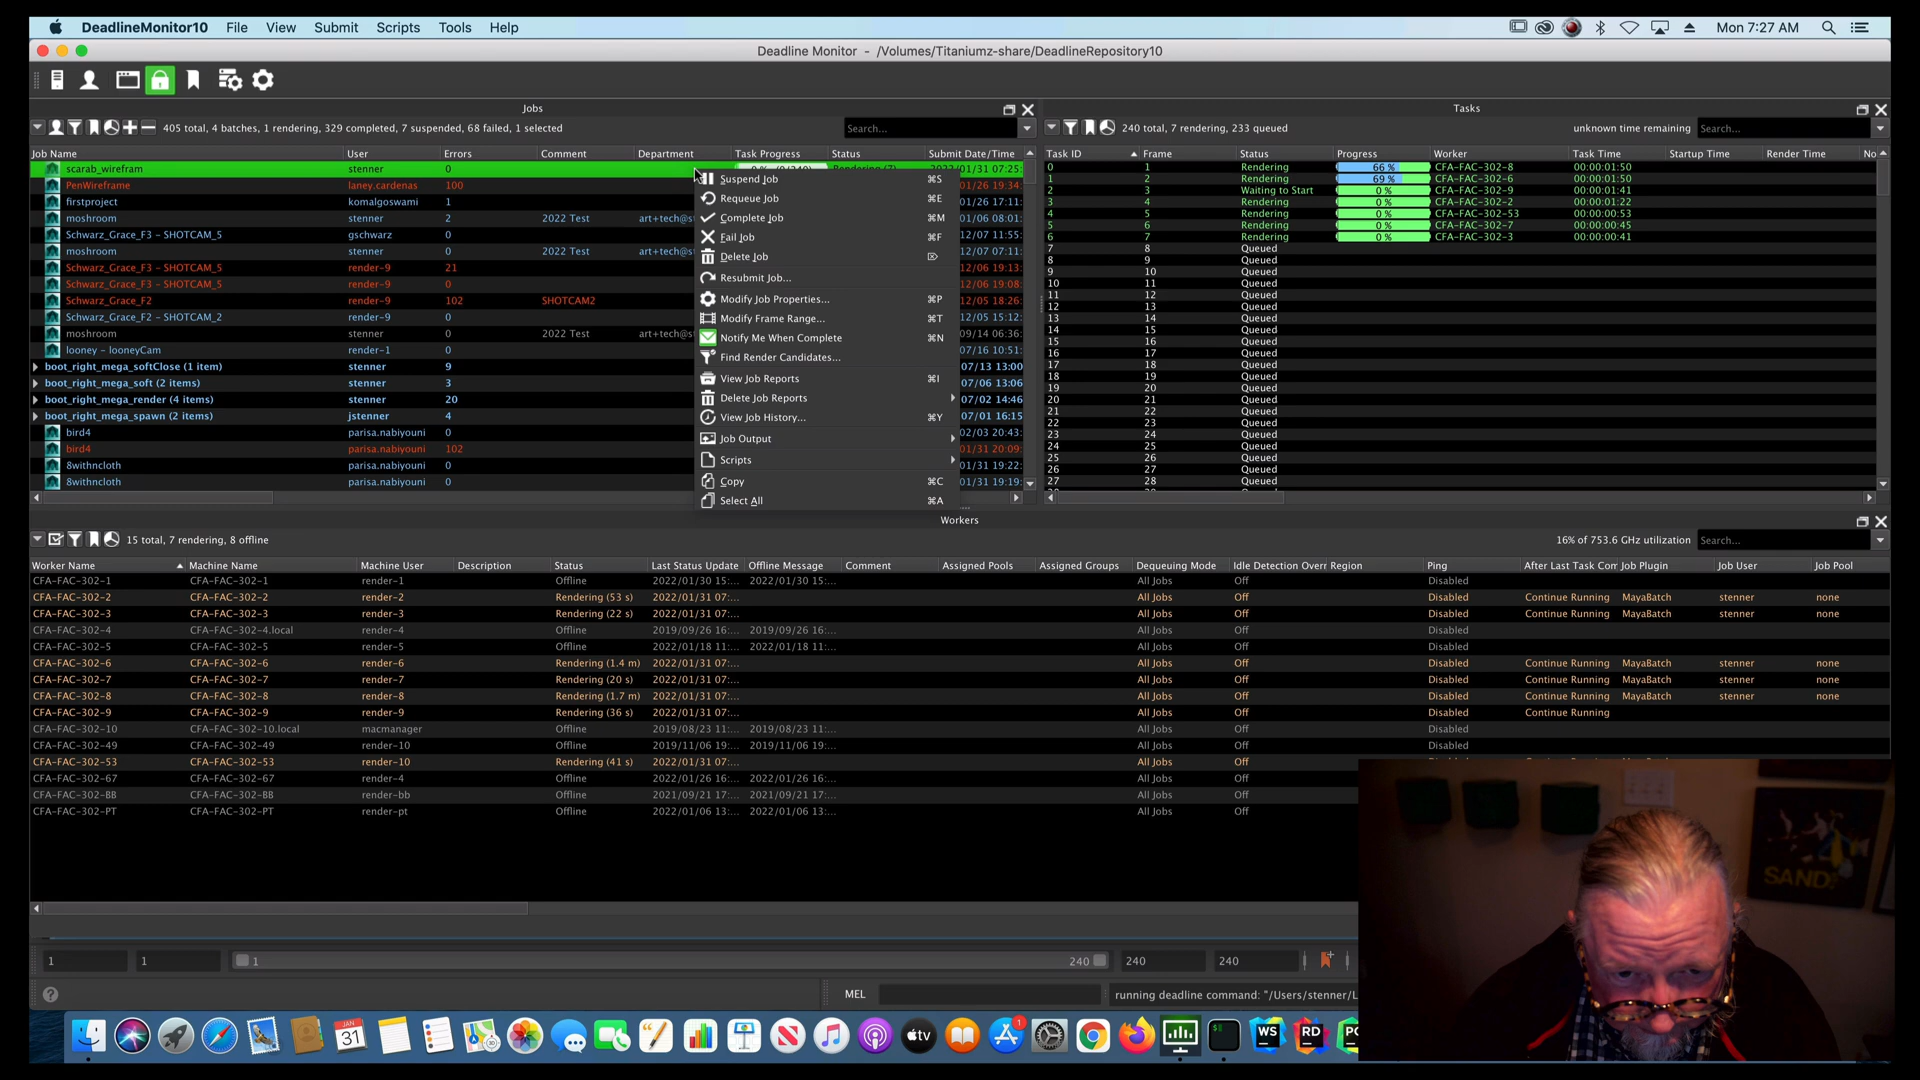 DeadlineMonitor10 File View Submit Scripts Tools Help Mon 7:27 AM
Deadline Monitor - /Volumes/Titaniumz-share/DeadlineRepository10
Jobs
405 total, 4 batches, 1 rendering, 329 completed, 7 suspended, 68 failed, 1 selected Search...
Job Name User Errors Comment Department Task Progress Status Submit Date/Time
scarab_wirefram stenner 0
PenWireframe laney.cardenas 100
firstproject komalgoswami 1
moshroom stenner 2 2022 Test art+tech@s
Schwarz_Grace_F3 - SHOTCAM_5 gschwarz 0
moshroom stenner 0 2022 Test art+tech@s
Schwarz_Grace_F3 - SHOTCAM_5 render-9 21
Schwarz_Grace_F3 - SHOTCAM_5 render-9 0
Schwarz_Grace_F2 render-9 102 SHOTCAM2
Schwarz_Grace_F2 - SHOTCAM_2 render-9 0
moshroom stenner 0 2022 Test art+tech@s
looney - looneyCam render-1 0
boot_right_mega_softClose (1 item) stenner 9
boot_right_mega_soft (2 items) stenner 3
boot_right_mega_render (4 items) stenner 20
boot_right_mega_spawn (2 items) jstenner 4
bird4 parisa.nabiyouni 0
bird4 parisa.nabiyouni 102
8withncloth parisa.nabiyouni 0
8withncloth parisa.nabiyouni 0
Suspend Job ⌘S
Requeue Job ⌘E
Complete Job ⌘M
Fail Job ⌘F
Delete Job ⌦
Resubmit Job...
Modify Job Properties... ⌘P
Modify Frame Range... ⌘T
Notify Me When Complete ⌘N
Find Render Candidates...
View Job Reports ⌘I
Delete Job Reports
View Job History... ⌘Y
Job Output
Scripts
Copy ⌘C
Select All ⌘A
2022/01/31 07:25:
01/26 19:34:
01/26 17:11:
01/06 08:01:
12/07 11:55:
12/07 07:11:
12/06 19:13:
12/06 19:08:
12/05 18:26:
12/05 15:12:
09/14 06:36:
07/16 10:51:
07/13 13:00
07/06 13:06
07/02 14:46
07/01 16:15
02/03 20:43:
01/31 20:09:
01/31 19:22:
01/31 19:19:
Tasks
240 total, 7 rendering, 233 queued unknown time remaining Search...
Task ID Frame Status Progress Worker Task Time Startup Time Render Time No
0 1 Rendering 66 % CFA-FAC-302-8 00:00:01:50
1 2 Rendering 69 % CFA-FAC-302-6 00:00:01:50
2 3 Waiting to Start 0 % CFA-FAC-302-9 00:00:01:41
3 4 Rendering 0 % CFA-FAC-302-2 00:00:01:22
4 5 Rendering 0 % CFA-FAC-302-53 00:00:00:53
5 6 Rendering 0 % CFA-FAC-302-7 00:00:00:45
6 7 Rendering 0 % CFA-FAC-302-3 00:00:00:41
7 8 Queued
8 9 Queued
9 10 Queued
10 11 Queued
11 12 Queued
12 13 Queued
13 14 Queued
14 15 Queued
15 16 Queued
16 17 Queued
17 18 Queued
18 19 Queued
19 20 Queued
20 21 Queued
21 22 Queued
22 23 Queued
23 24 Queued
24 25 Queued
25 26 Queued
26 27 Queued
27 28 Queued
Workers
15 total, 7 rendering, 8 offline 16% of 753.6 GHz utilization Search...
Worker Name Machine Name Machine User Description Status Last Status Update Offline Message Comment Assigned Pools Assigned Groups Dequeuing Mode Idle Detection Overr Region Ping After Last Task Com Job Plugin Job User Job Pool
CFA-FAC-302-1 CFA-FAC-302-1 render-1 Offline 2022/01/30 15:... 2022/01/30 15:... All Jobs Off Disabled
CFA-FAC-302-2 CFA-FAC-302-2 render-2 Rendering (53 s) 2022/01/31 07:... All Jobs Off Disabled Continue Running MayaBatch stenner none
CFA-FAC-302-3 CFA-FAC-302-3 render-3 Rendering (22 s) 2022/01/31 07:... All Jobs Off Disabled Continue Running MayaBatch stenner none
CFA-FAC-302-4 CFA-FAC-302-4.local render-4 Offline 2019/09/26 16:... 2019/09/26 16:... All Jobs Off Disabled
CFA-FAC-302-5 CFA-FAC-302-5 render-5 Offline 2022/01/18 11:... 2022/01/18 11:... All Jobs Off Disabled
CFA-FAC-302-6 CFA-FAC-302-6 render-6 Rendering (1.4 m) 2022/01/31 07:... All Jobs Off Disabled Continue Running MayaBatch stenner none
CFA-FAC-302-7 CFA-FAC-302-7 render-7 Rendering (20 s) 2022/01/31 07:... All Jobs Off Disabled Continue Running MayaBatch stenner none
CFA-FAC-302-8 CFA-FAC-302-8 render-8 Rendering (1.7 m) 2022/01/31 07:... All Jobs Off Disabled Continue Running MayaBatch stenner none
CFA-FAC-302-9 CFA-FAC-302-9 render-9 Rendering (36 s) 2022/01/31 07:... All Jobs Off Disabled Continue Running
CFA-FAC-302-10 CFA-FAC-302-10.local macmanager Offline 2019/08/23 11:... 2019/08/23 11:... All Jobs Off Disabled
CFA-FAC-302-49 CFA-FAC-302-49 render-10 Offline 2019/11/06 19:... 2019/11/06 19:... All Jobs Off Disabled
CFA-FAC-302-53 CFA-FAC-302-53 render-10 Rendering (41 s) 2022/01/31 07:... All Jobs Off
CFA-FAC-302-67 CFA-FAC-302-67 render-4 Offline 2022/01/26 16:... 2022/01/26 16:... All Jobs Off
CFA-FAC-302-BB CFA-FAC-302-BB render-bb Offline 2021/09/21 17:... 2021/09/21 17:... All Jobs Off
CFA-FAC-302-PT CFA-FAC-302-PT render-pt Offline 2022/01/06 13:... 2022/01/06 13:... All Jobs Off
SAND
1 1 1 240 240 240
MEL running deadline command: "/Users/stenner/L
JAN 31 tv 1 WS RD PC